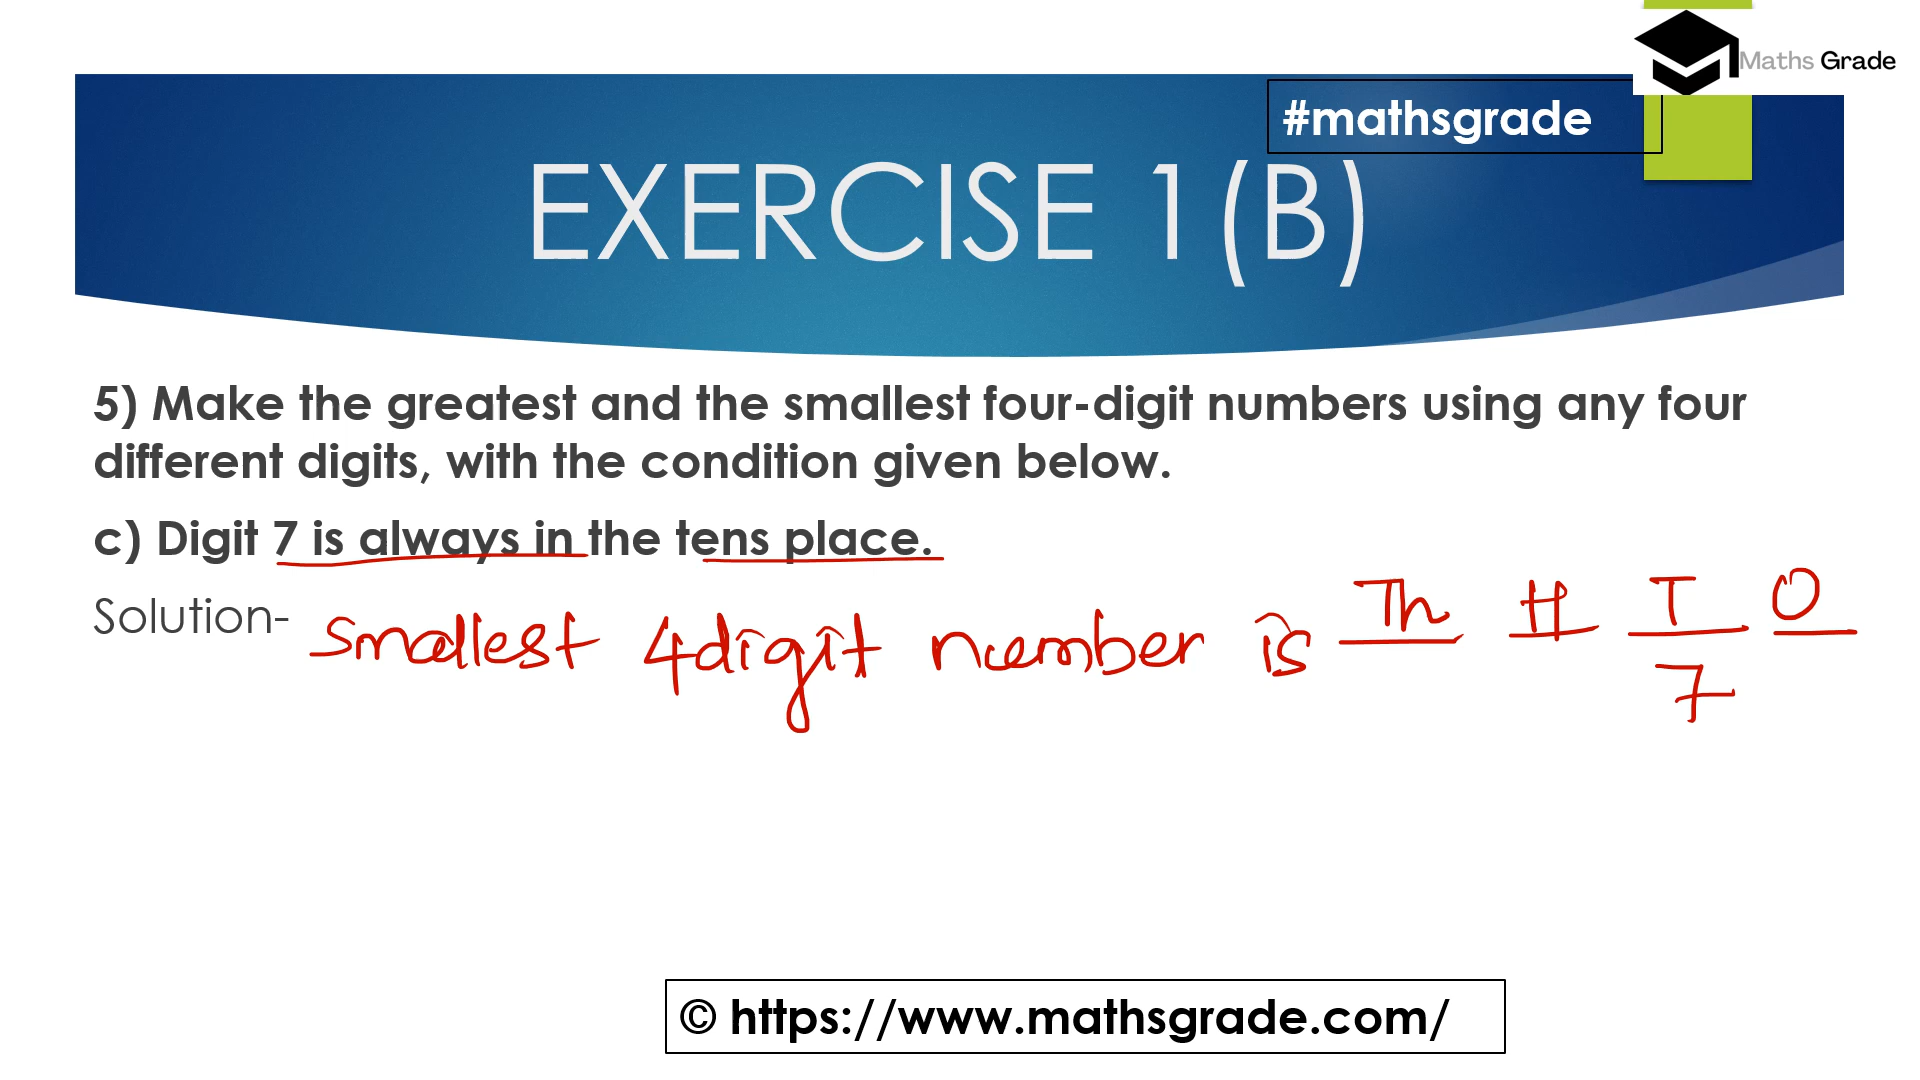 Maths Grade
#mathsgrade
EXERCISE 1(B)
5) Make the greatest and the smallest four-digit numbers using any four
different digits, with the condition given below.
c) Digit 7 is always in the tens place.
Solution- smallest 4digit number is Th H T O
7
© https://www.mathsgrade.com/